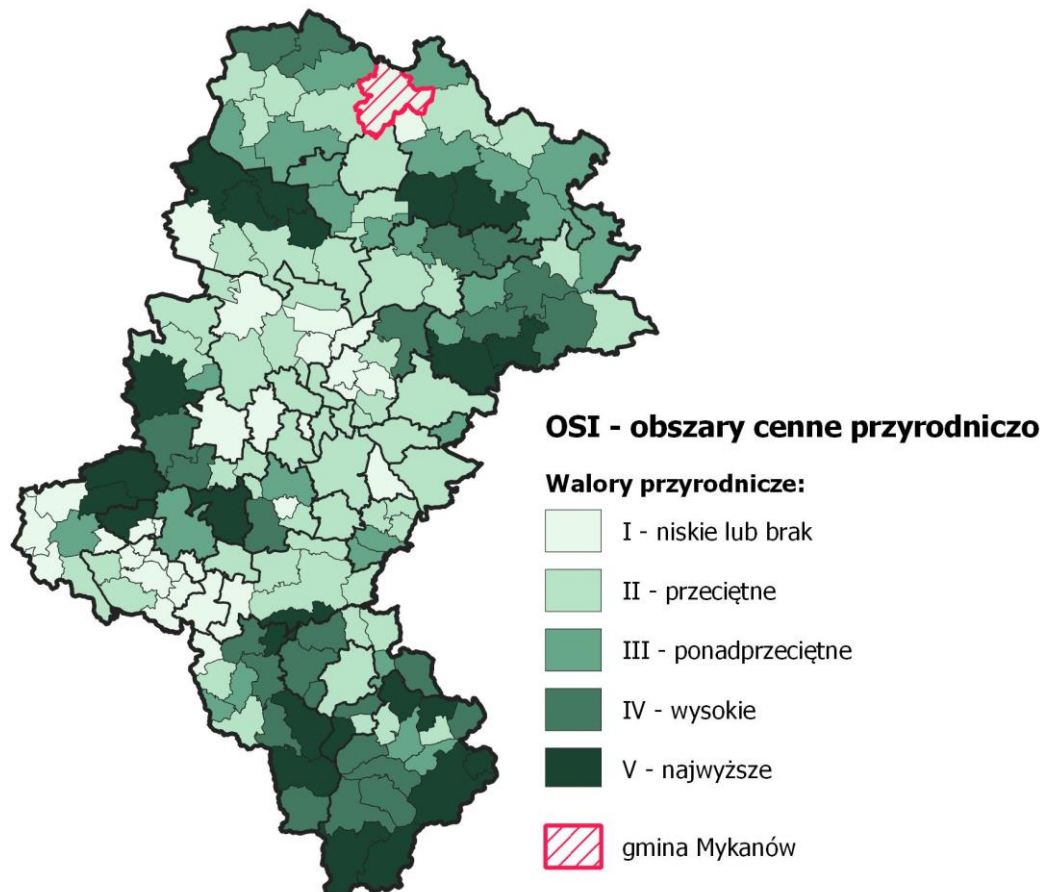 OSI - obszary cenne przyrodniczo
Walory przyrodnicze:
I - niskie lub brak
II - przeciętne
III - ponadprzeciętne
IV - wysokie
V - najwyższe
gmina Mykanów